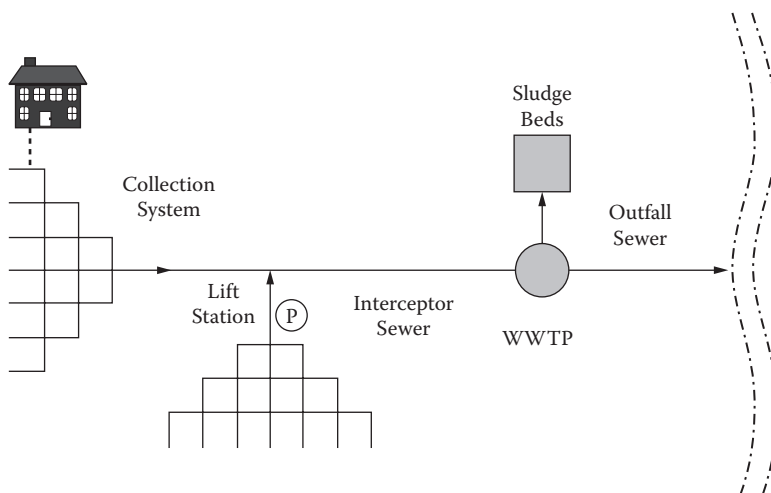 Sludge
Beds
Collection
System
Outfall
Sewer
Lift
Station
P
Interceptor
Sewer
WWTP